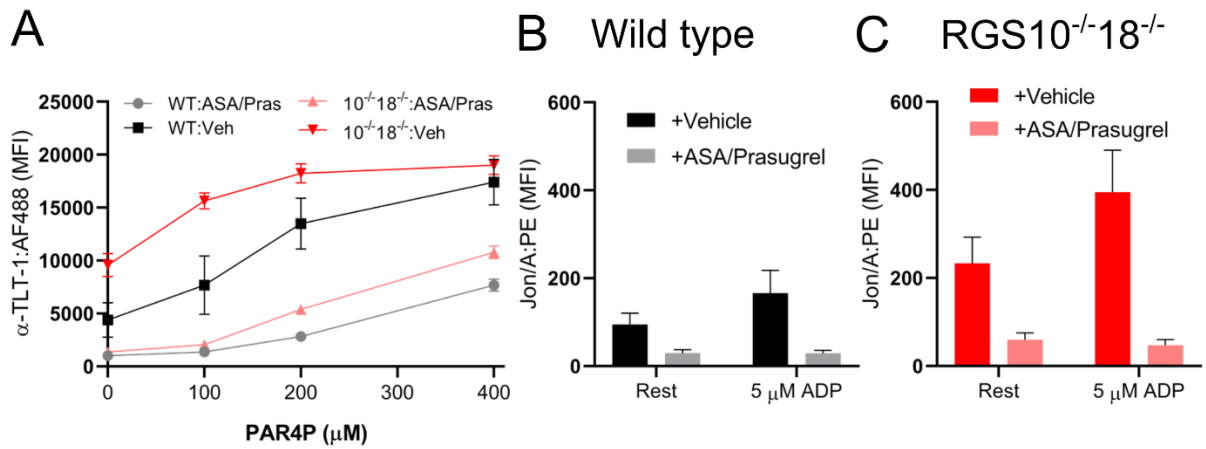 A
B Wild type
C RGS10⁻/⁻18⁻/⁻
α-TLT-1:AF488 (MFI)
25000
20000
15000
10000
5000
0
WT:ASA/Pras
WT:Veh
10⁻/⁻18⁻/⁻:ASA/Pras
10⁻/⁻18⁻/⁻:Veh
0 100 200 300 400
PAR4P (μM)
Jon/A:PE (MFI)
600
400
200
0
+Vehicle
+ASA/Prasugrel
Rest 5 μM ADP
Jon/A:PE (MFI)
600
400
200
0
+Vehicle
+ASA/Prasugrel
Rest 5 μM ADP